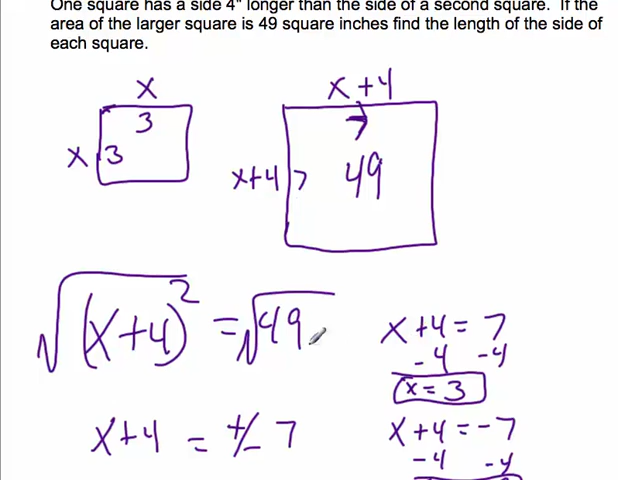 One square has a side 4" longer than the side of a second square. If the
area of the larger square is 49 square inches find the length of the side of
each square.
x
3
x 3
x+4
7
x+4 7
49
√(x+4)² = √49
x+4 = +/- 7
x+4 = 7
-4 -4
x = 3
x+4 = -7
-4 -4